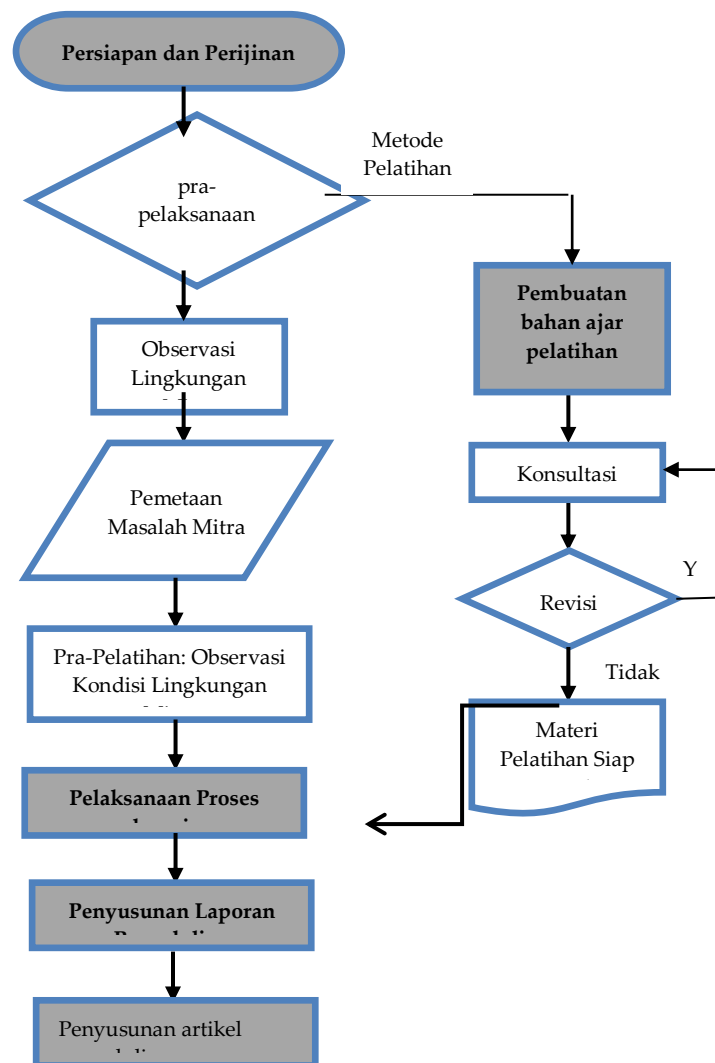 Persiapan dan Perijinan
Metode
Pelatihan
pra-
pelaksanaan
Pembuatan
bahan ajar
pelatihan
Observasi
Lingkungan
Konsultasi
Pemetaan
Masalah Mitra
Y
Revisi
Tidak
Pra-Pelatihan: Observasi
Kondisi Lingkungan
Materi
Pelatihan Siap
Pelaksanaan Proses
Penyusunan Laporan
Penyusunan artikel